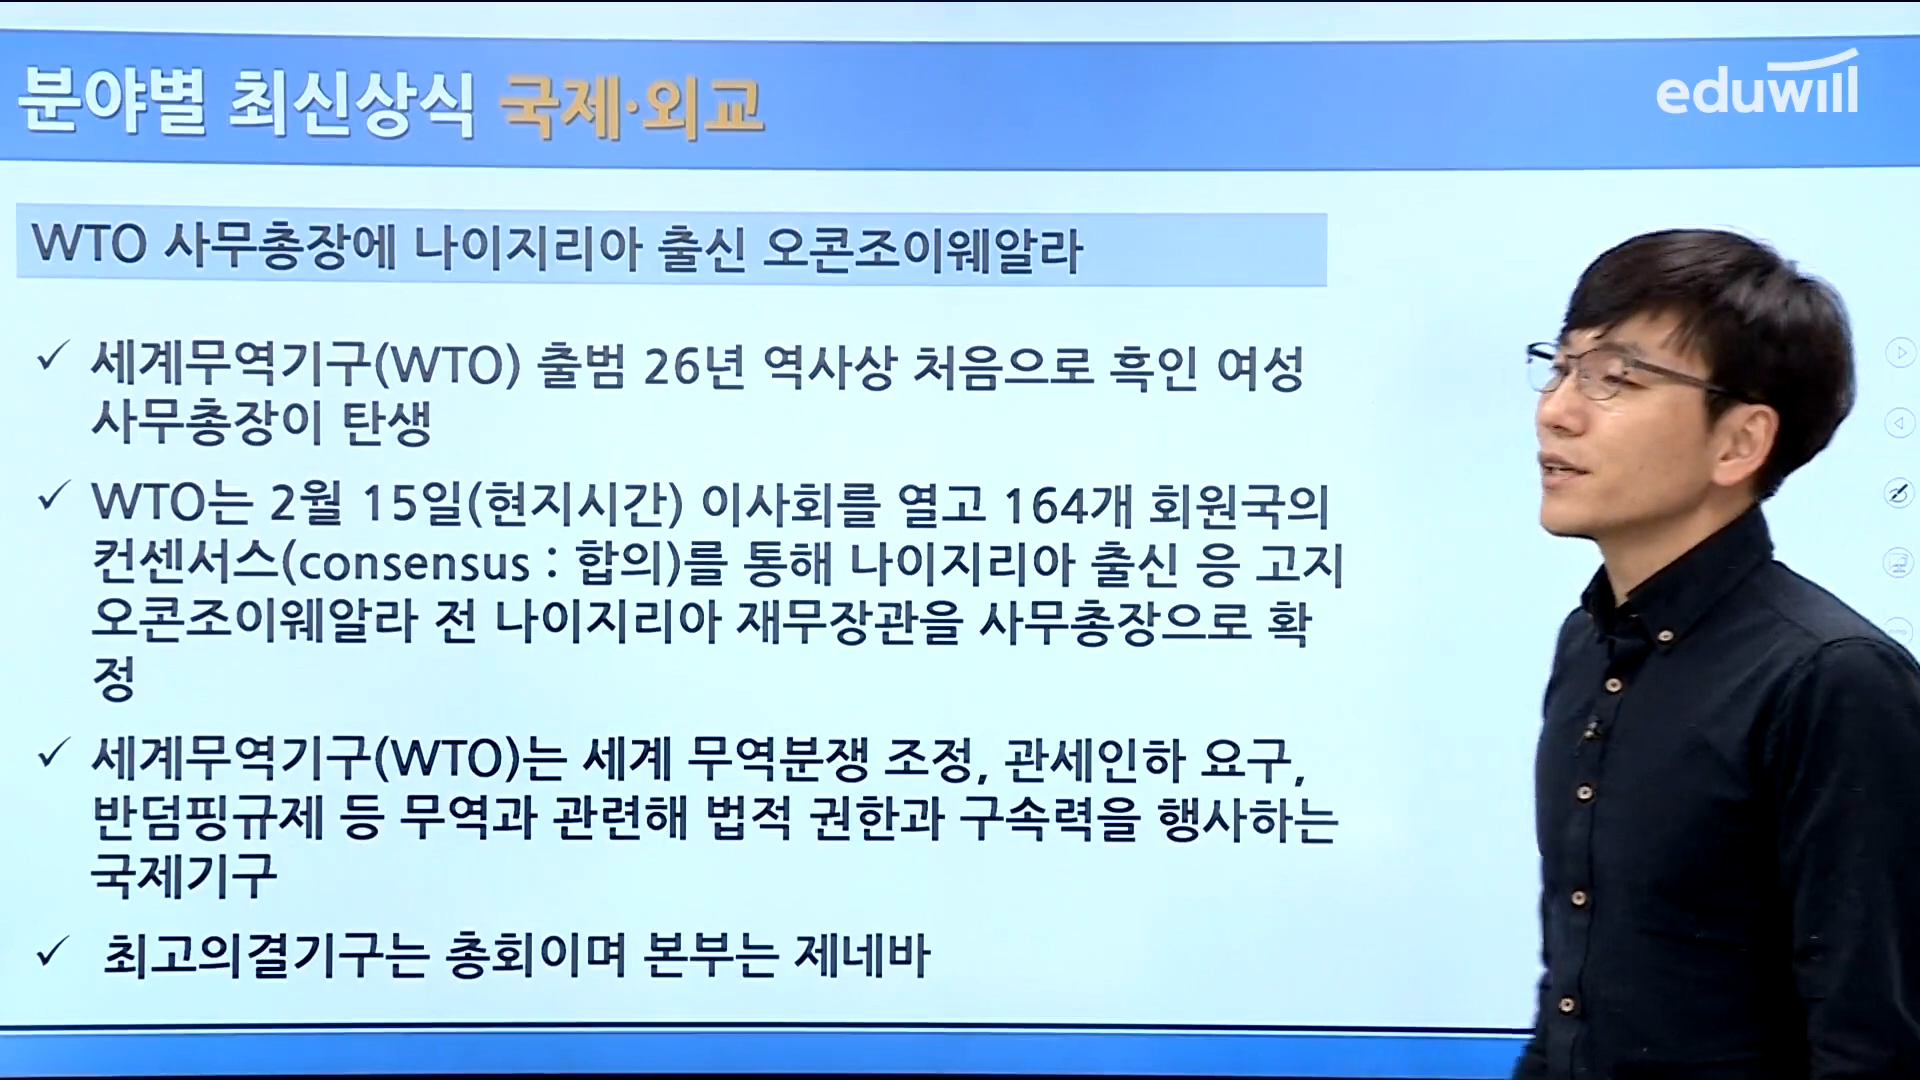 분야별 최신상식 국제·외교
eduwill
WTO 사무총장에 나이지리아 출신 오콘조이웨알라
✓ 세계무역기구(WTO) 출범 26년 역사상 처음으로 흑인 여성
사무총장이 탄생
✓ WTO는 2월 15일(현지시간) 이사회를 열고 164개 회원국의
컨센서스(consensus : 합의)를 통해 나이지리아 출신 응 고지
오콘조이웨알라 전 나이지리아 재무장관을 사무총장으로 확
정
✓ 세계무역기구(WTO)는 세계 무역분쟁 조정, 관세인하 요구,
반덤핑규제 등 무역과 관련해 법적 권한과 구속력을 행사하는
국제기구
✓ 최고의결기구는 총회이며 본부는 제네바